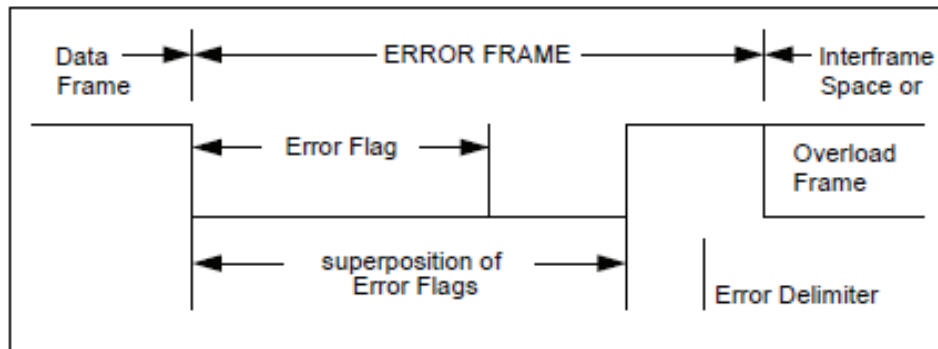 Data
Frame
ERROR FRAME
Interframe
Space or
Error Flag
Overload
Frame
superposition of
Error Flags
Error Delimiter